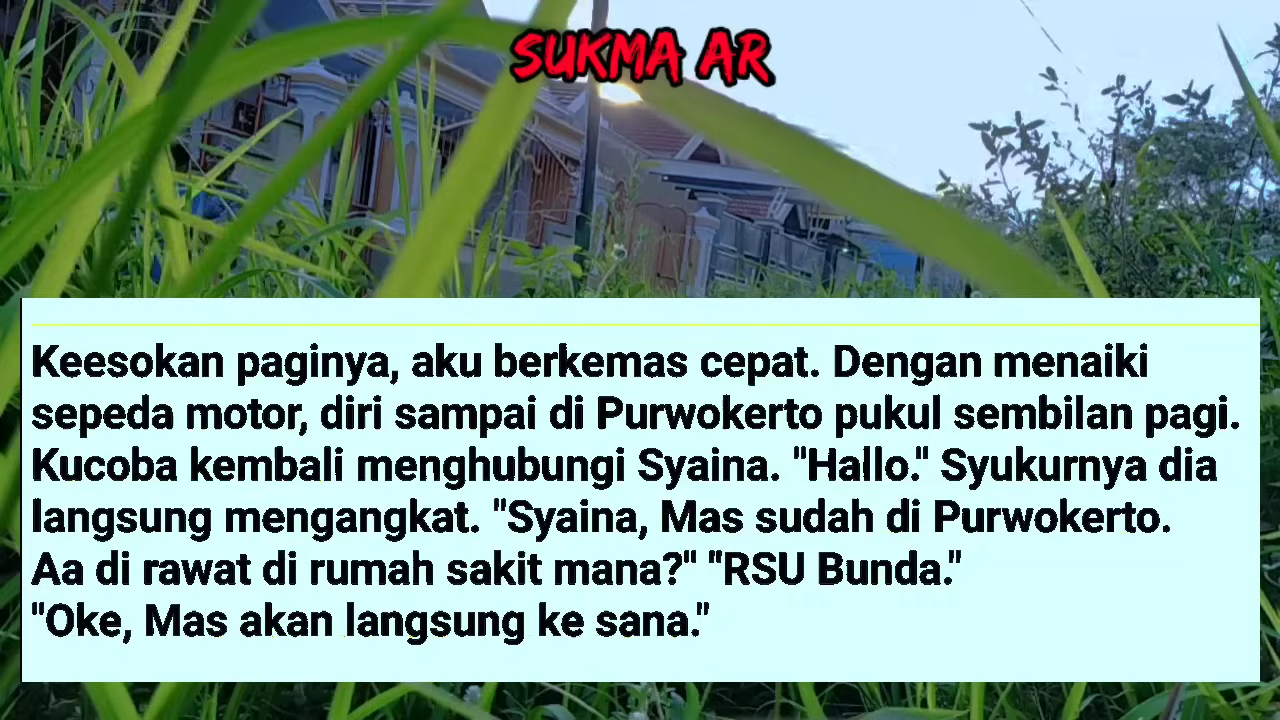 SUKMA AR
Keesokan paginya, aku berkemas cepat. Dengan menaiki
sepeda motor, diri sampai di Purwokerto pukul sembilan pagi.
Kucoba kembali menghubungi Syaina. "Hallo." Syukurnya dia
langsung mengangkat. "Syaina, Mas sudah di Purwokerto.
Aa di rawat di rumah sakit mana?" "RSU Bunda."
"Oke, Mas akan langsung ke sana."